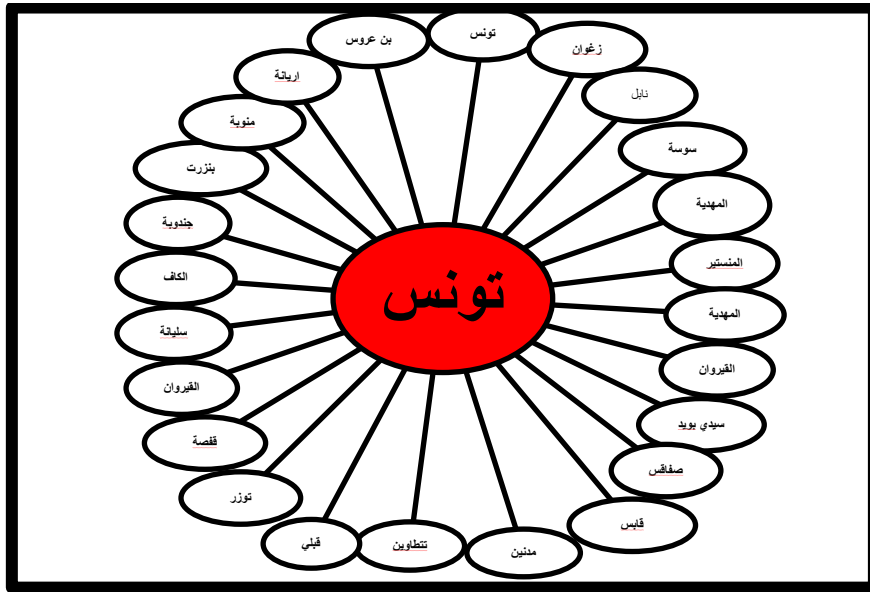 تونس
تونس
زغوان
نابل
سوسة
المهدية
المنستير
المهدية
القيروان
سيدي بويد
صفاقس
قابس
مدنين
تتطاوين
قبلي
توزر
قفصة
القيروان
سليانة
الكاف
جندوبة
بنزرت
منوبة
اريانة
بن عروس